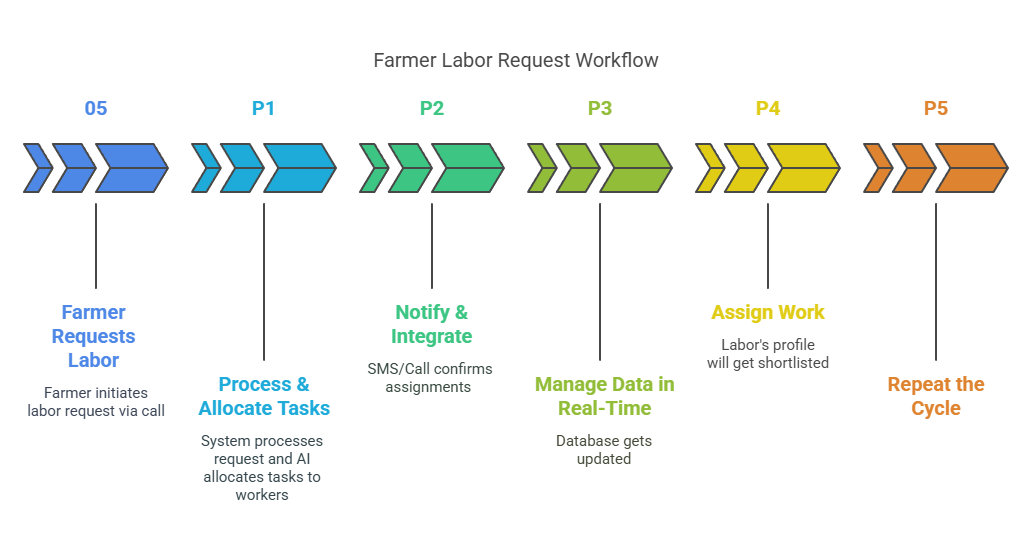 Farmer Labor Request Workflow
05
P1
P2
P3
P4
P5
Farmer
Requests
Labor
Farmer initiates
labor request via call
Process &
Allocate Tasks
System processes
request and AI
allocates tasks to
workers
Notify &
Integrate
SMS/Call confirms
assignments
Manage Data in
Real-Time
Database gets
updated
Assign Work
Labor's profile
will get shortlisted
Repeat the
Cycle